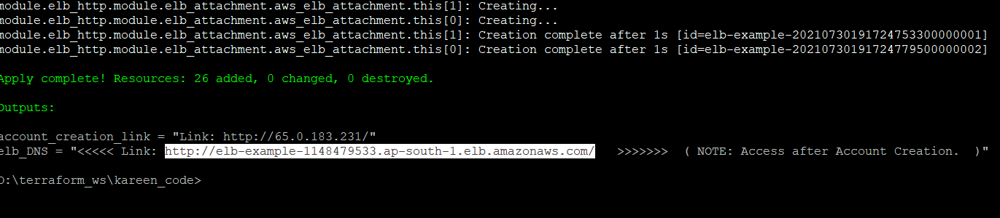 module.elb_http.module.elb_attachment.aws_elb_attachment.this[1]: Creating...
module.elb_http.module.elb_attachment.aws_elb_attachment.this[0]: Creating...
module.elb_http.module.elb_attachment.aws_elb_attachment.this[1]: Creation complete after 1s [id=elb-example-20210730191724753300000001]
module.elb_http.module.elb_attachment.aws_elb_attachment.this[0]: Creation complete after 1s [id=elb-example-20210730191724779500000002]
Apply complete! Resources: 26 added, 0 changed, 0 destroyed.
Outputs:
account_creation_link = "Link: http://65.0.183.231/"
elb_DNS = "<<<<< Link: http://elb-example-1148479533.ap-south-1.elb.amazonaws.com/   >>>>>>>  ( NOTE: Access after Account Creation.  )"
D:\terraform_ws\kareen_code>